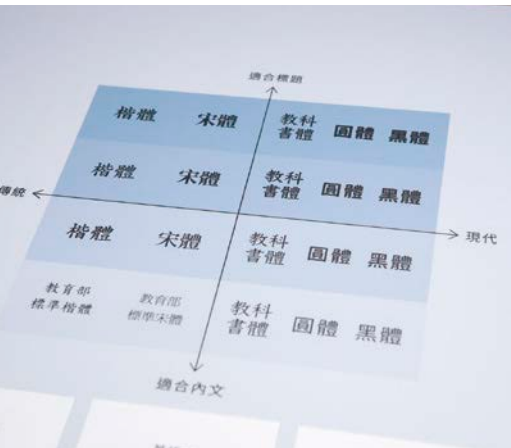 適合標題
楷體 宋體 教科書體 圓體 黑體
楷體 宋體 教科書體 圓體 黑體
傳統 現代
楷體 宋體 教科書體 圓體 黑體
教育部標準楷體 教育部標準宋體 教科書體 圓體 黑體
適合內文